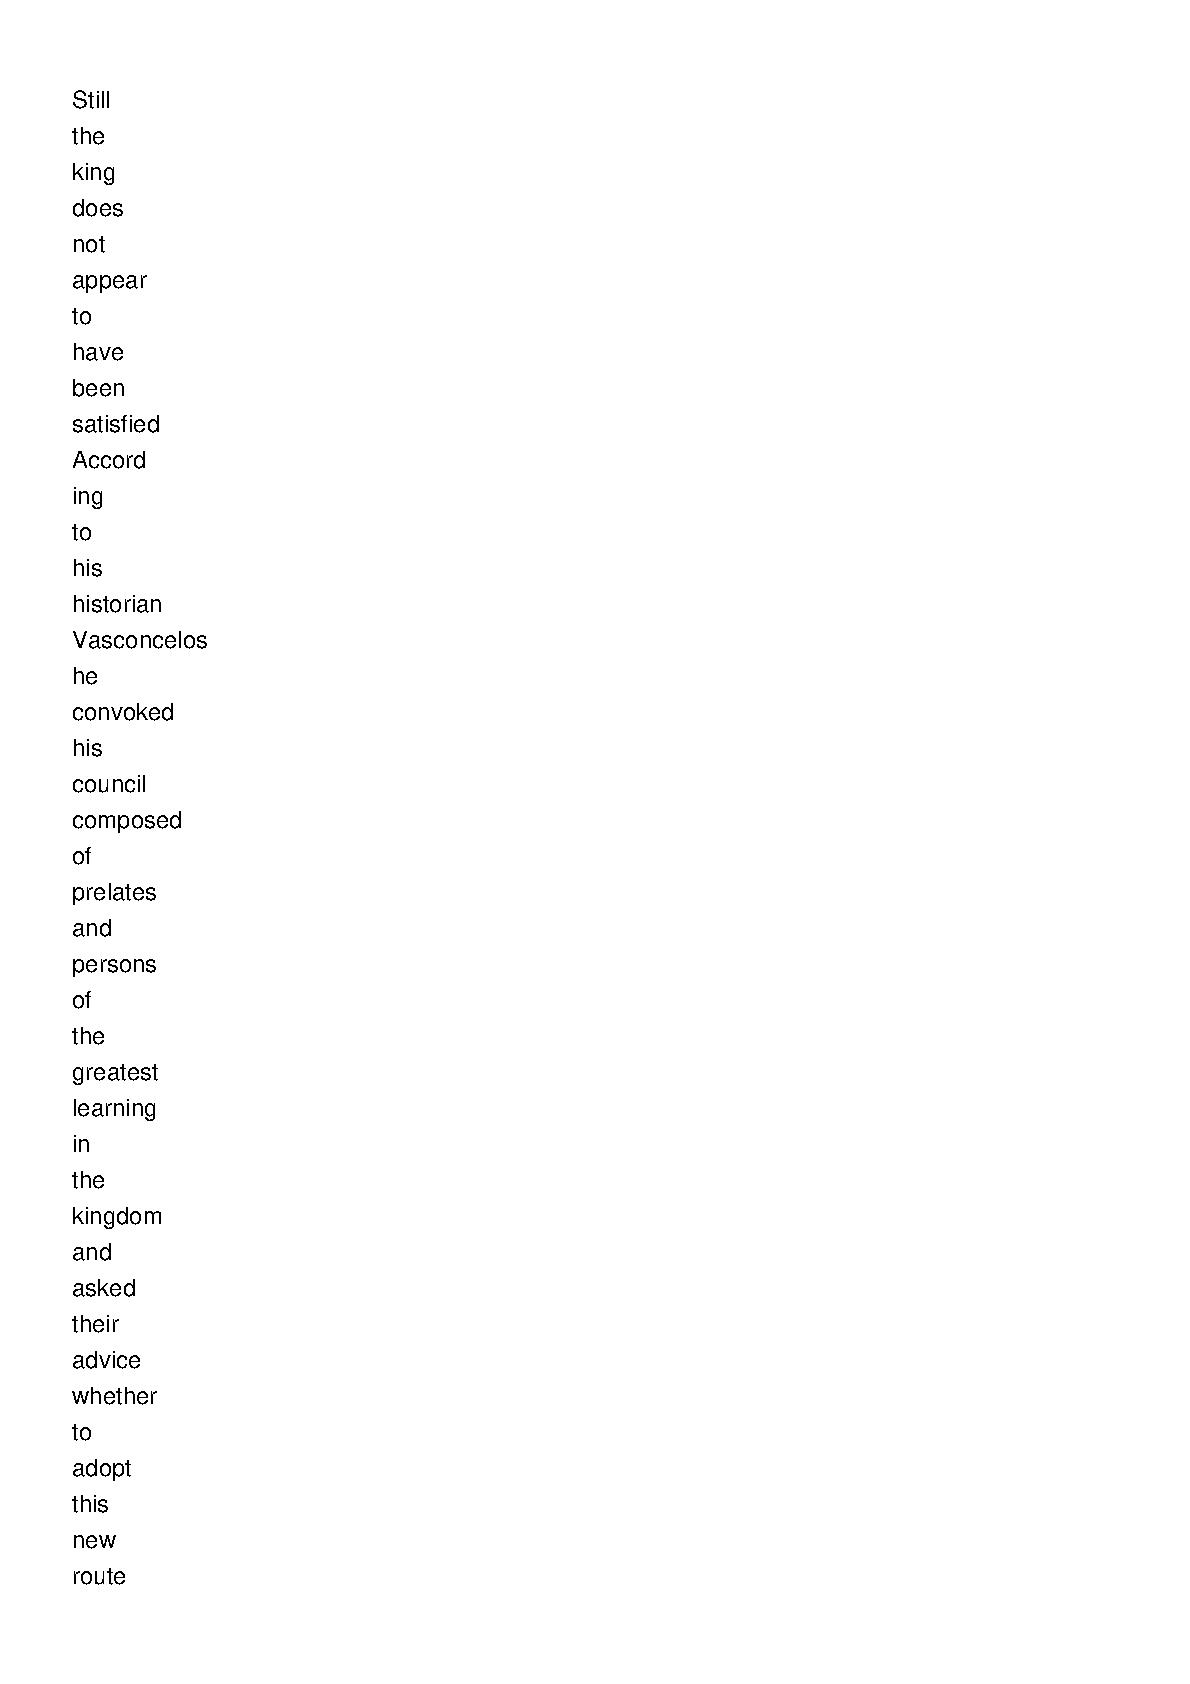 Still
the
king
does
not
appear
to
have
been
satisfied
Accord
ing
to
his
historian
Vasconcelos
he
convoked
his
council
composed
of
prelates
and
persons
of
the
greatest
learning
in
the
kingdom
and
asked
their
advice
whether
to
adopt
this
new
route